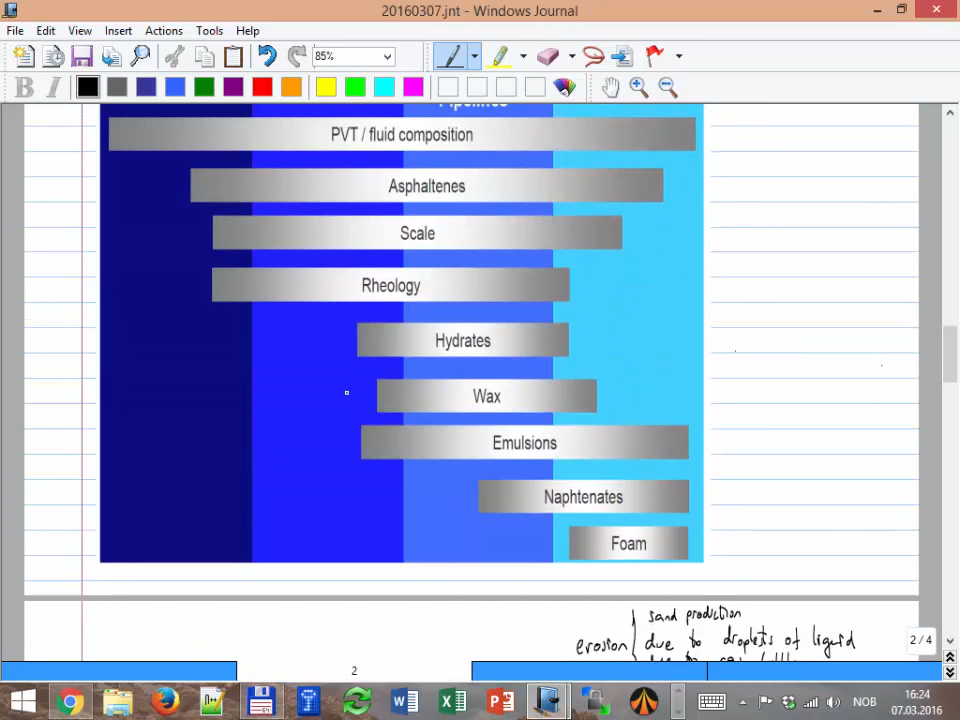 20160307.jnt - Windows Journal
File Edit View Insert Actions Tools Help
85%
B I
Pipelines
PVT / fluid composition
Asphaltenes
Scale
Rheology
Hydrates
Wax
Emulsions
Naphtenates
Foam
sand production
erosion due to droplets of liquid
2 / 4
2
NOB
16:24
07.03.2016